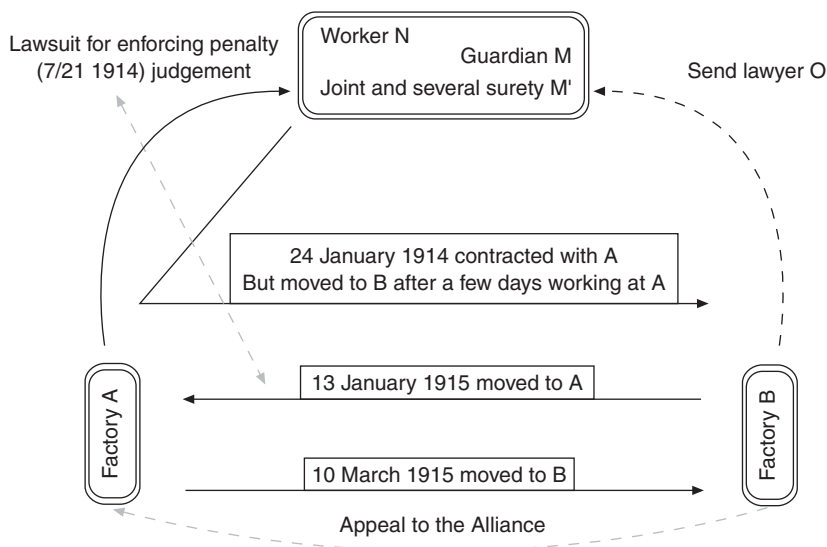 Lawsuit for enforcing penalty
(7/21 1914) judgement
Worker N
Guardian M
Joint and several surety M'
Send lawyer O
24 January 1914 contracted with A
But moved to B after a few days working at A
13 January 1915 moved to A
Factory A
Factory B
10 March 1915 moved to B
Appeal to the Alliance